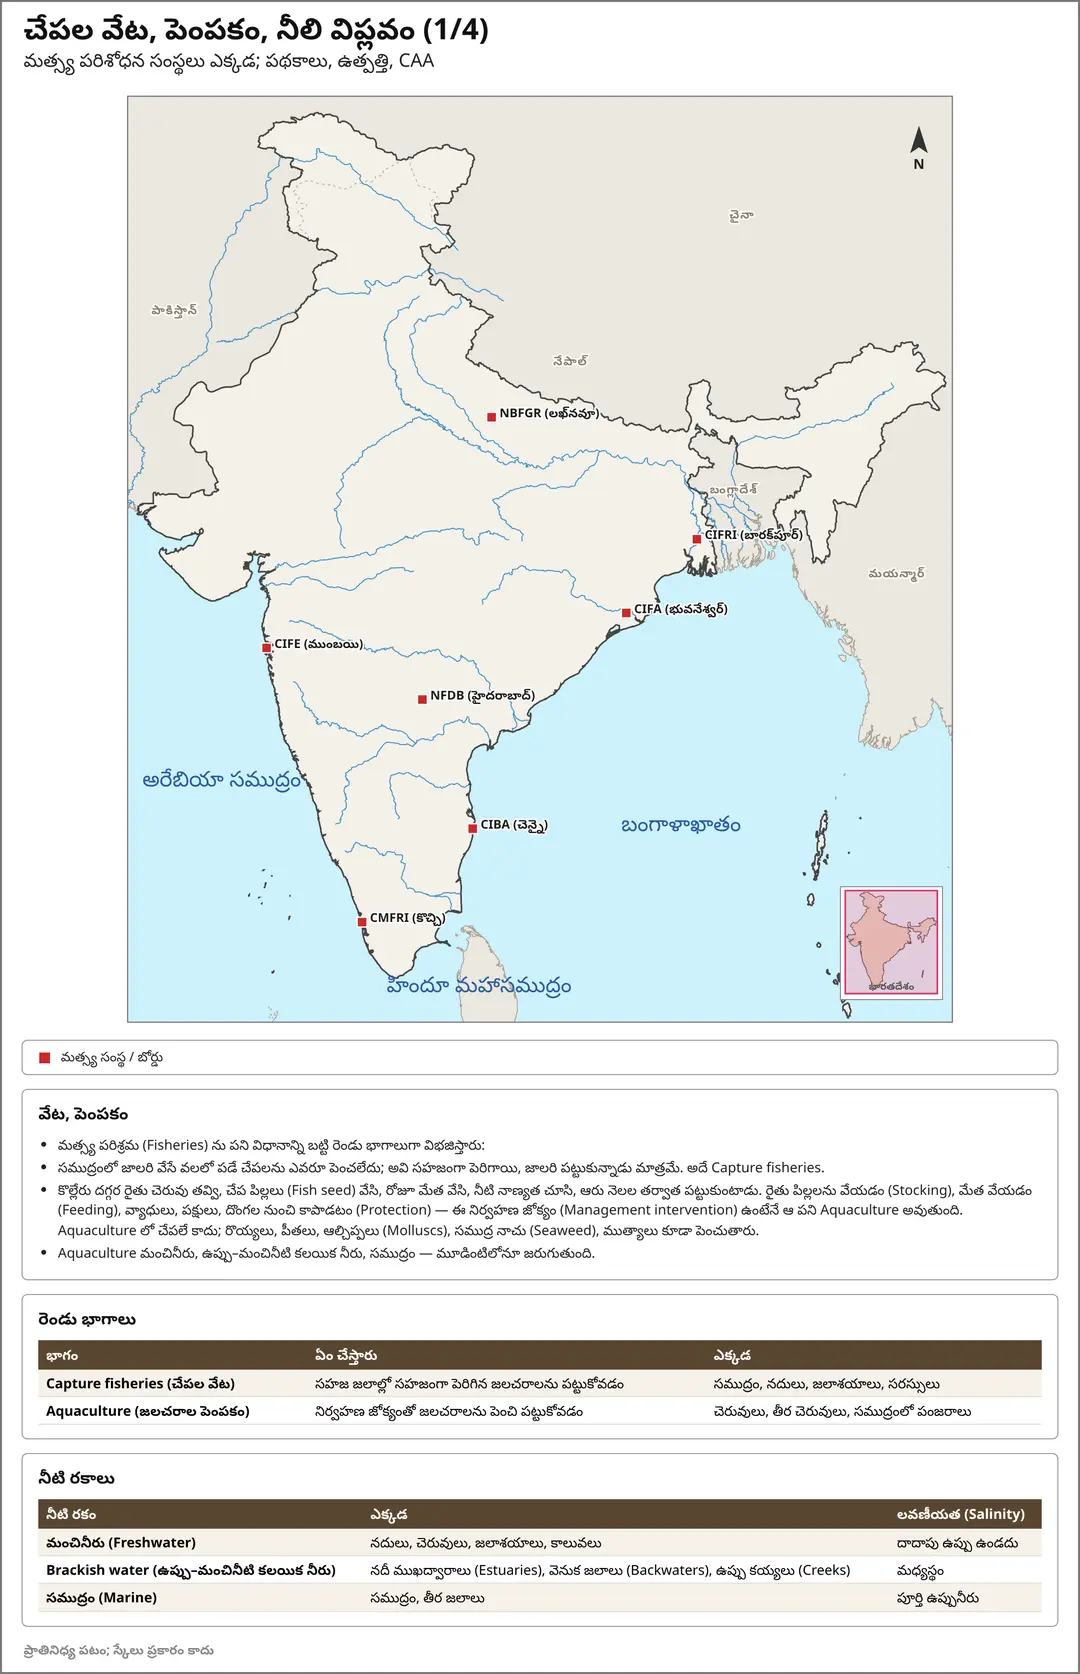 చేపల వేట, పెంపకం, నీలి విప్లవం (1/4)
మత్స్య పరిశోధన సంస్థలు ఎక్కడ; పథకాలు, ఉత్పత్తి, CAA
N
చైనా
పాకిస్తాన్
నేపాల్
NBFGR (లఖ్‌నవూ)
బంగ్లాదేశ్
CIFRI (బారక్‌పూర్)
మయన్మార్
CIFA (భువనేశ్వర్)
CIFE (ముంబయి)
NFDB (హైదరాబాద్)
అరేబియా సముద్రం
CIBA (చెన్నై)
బంగాళాఖాతం
CMFRI (కొచ్చి)
హిందూ మహాసముద్రం
భారతదేశం
మత్స్య సంస్థ / బోర్డు
వేట, పెంపకం
• మత్స్య పరిశ్రమ (Fisheries) ను పని విధానాన్ని బట్టి రెండు భాగాలుగా విభజిస్తారు:
• సముద్రంలో జాలరి వేసే వలలో పడే చేపలను ఎవరూ పెంచలేదు; అవి సహజంగా పెరిగాయి, జాలరి పట్టుకున్నాడు మాత్రమే. అదే Capture fisheries.
• కొల్లేరు దగ్గర రైతు చెరువు తవ్వి, చేప పిల్లలు (Fish seed) వేసి, రోజూ మేత వేసి, నీటి నాణ్యత చూసి, ఆరు నెలల తర్వాత పట్టుకుంటాడు. రైతు పిల్లలను వేయడం (Stocking), మేత వేయడం
(Feeding), వ్యాధులు, పక్షులు, దొంగల నుంచి కాపాడటం (Protection) — ఈ నిర్వహణ జోక్యం (Management intervention) ఉంటేనే ఆ పని Aquaculture అవుతుంది.
Aquaculture లో చేపలే కాదు; రొయ్యలు, పీతలు, ఆల్చిప్పలు (Molluscs), సముద్ర నాచు (Seaweed), ముత్యాలు కూడా పెంచుతారు.
• Aquaculture మంచినీరు, ఉప్పు–మంచినీటి కలయిక నీరు, సముద్రం — మూడింటిలోనూ జరుగుతుంది.
రెండు భాగాలు
భాగం ఏం చేస్తారు ఎక్కడ
Capture fisheries (చేపల వేట) సహజ జలాల్లో సహజంగా పెరిగిన జలచరాలను పట్టుకోవడం సముద్రం, నదులు, జలాశయాలు, సరస్సులు
Aquaculture (జలచరాల పెంపకం) నిర్వహణ జోక్యంతో జలచరాలను పెంచి పట్టుకోవడం చెరువులు, తీర చెరువులు, సముద్రంలో పంజరాలు
నీటి రకాలు
నీటి రకం ఎక్కడ లవణీయత (Salinity)
మంచినీరు (Freshwater) నదులు, చెరువులు, జలాశయాలు, కాలువలు దాదాపు ఉప్పు ఉండదు
Brackish water (ఉప్పు–మంచినీటి కలయిక నీరు) నదీ ముఖద్వారాలు (Estuaries), వెనుక జలాలు (Backwaters), ఉప్పు కయ్యలు (Creeks) మధ్యస్థం
సముద్రం (Marine) సముద్రం, తీర జలాలు పూర్తి ఉప్పునీరు
ప్రాతినిధ్య పటం; స్కేలు ప్రకారం కాదు